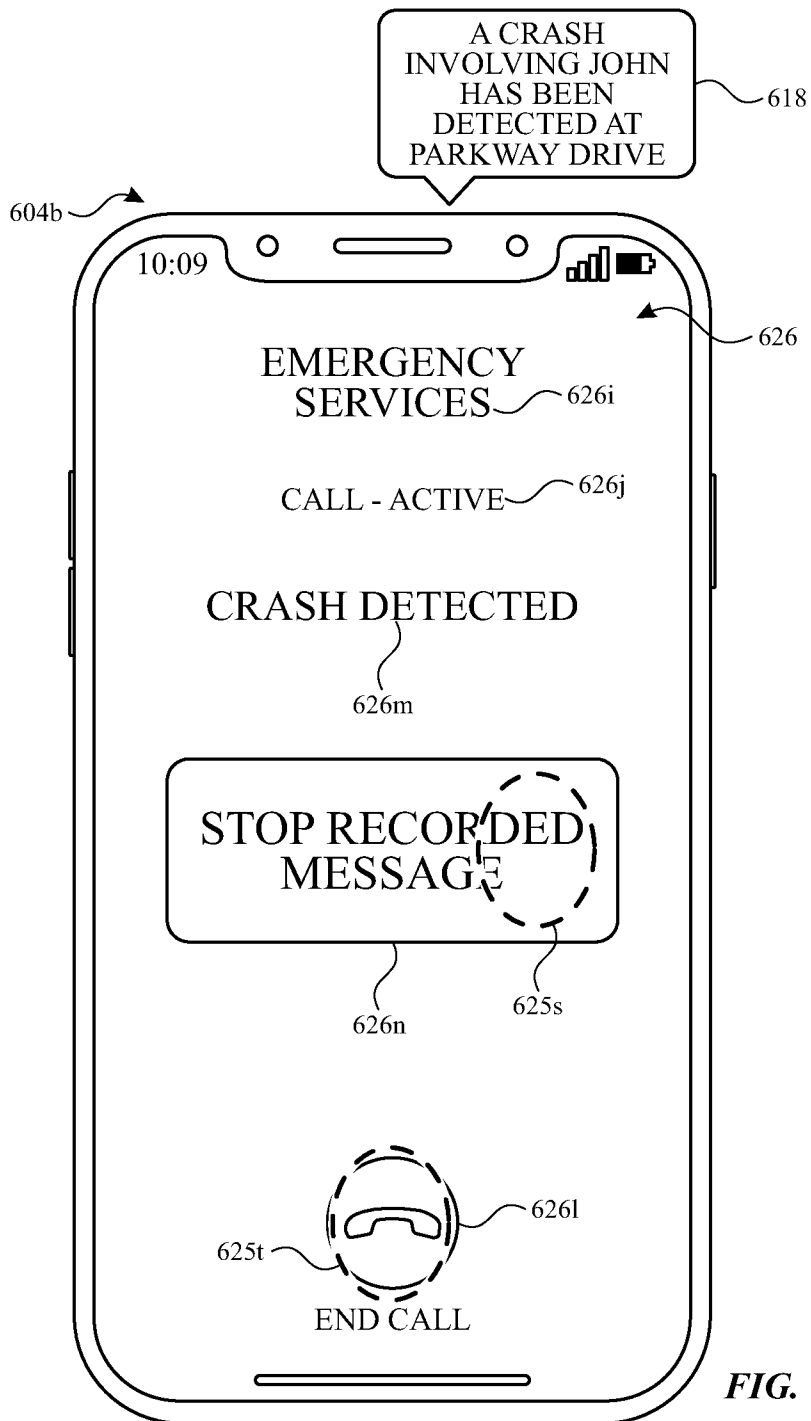 A CRASH
INVOLVING JOHN
HAS BEEN
DETECTED AT
PARKWAY DRIVE
618
604b
10:09
626
EMERGENCY
SERVICES
626i
CALL - ACTIVE
626j
CRASH DETECTED
626m
STOP RECORDED
MESSAGE
625s
626n
626l
625t
END CALL
FIG.